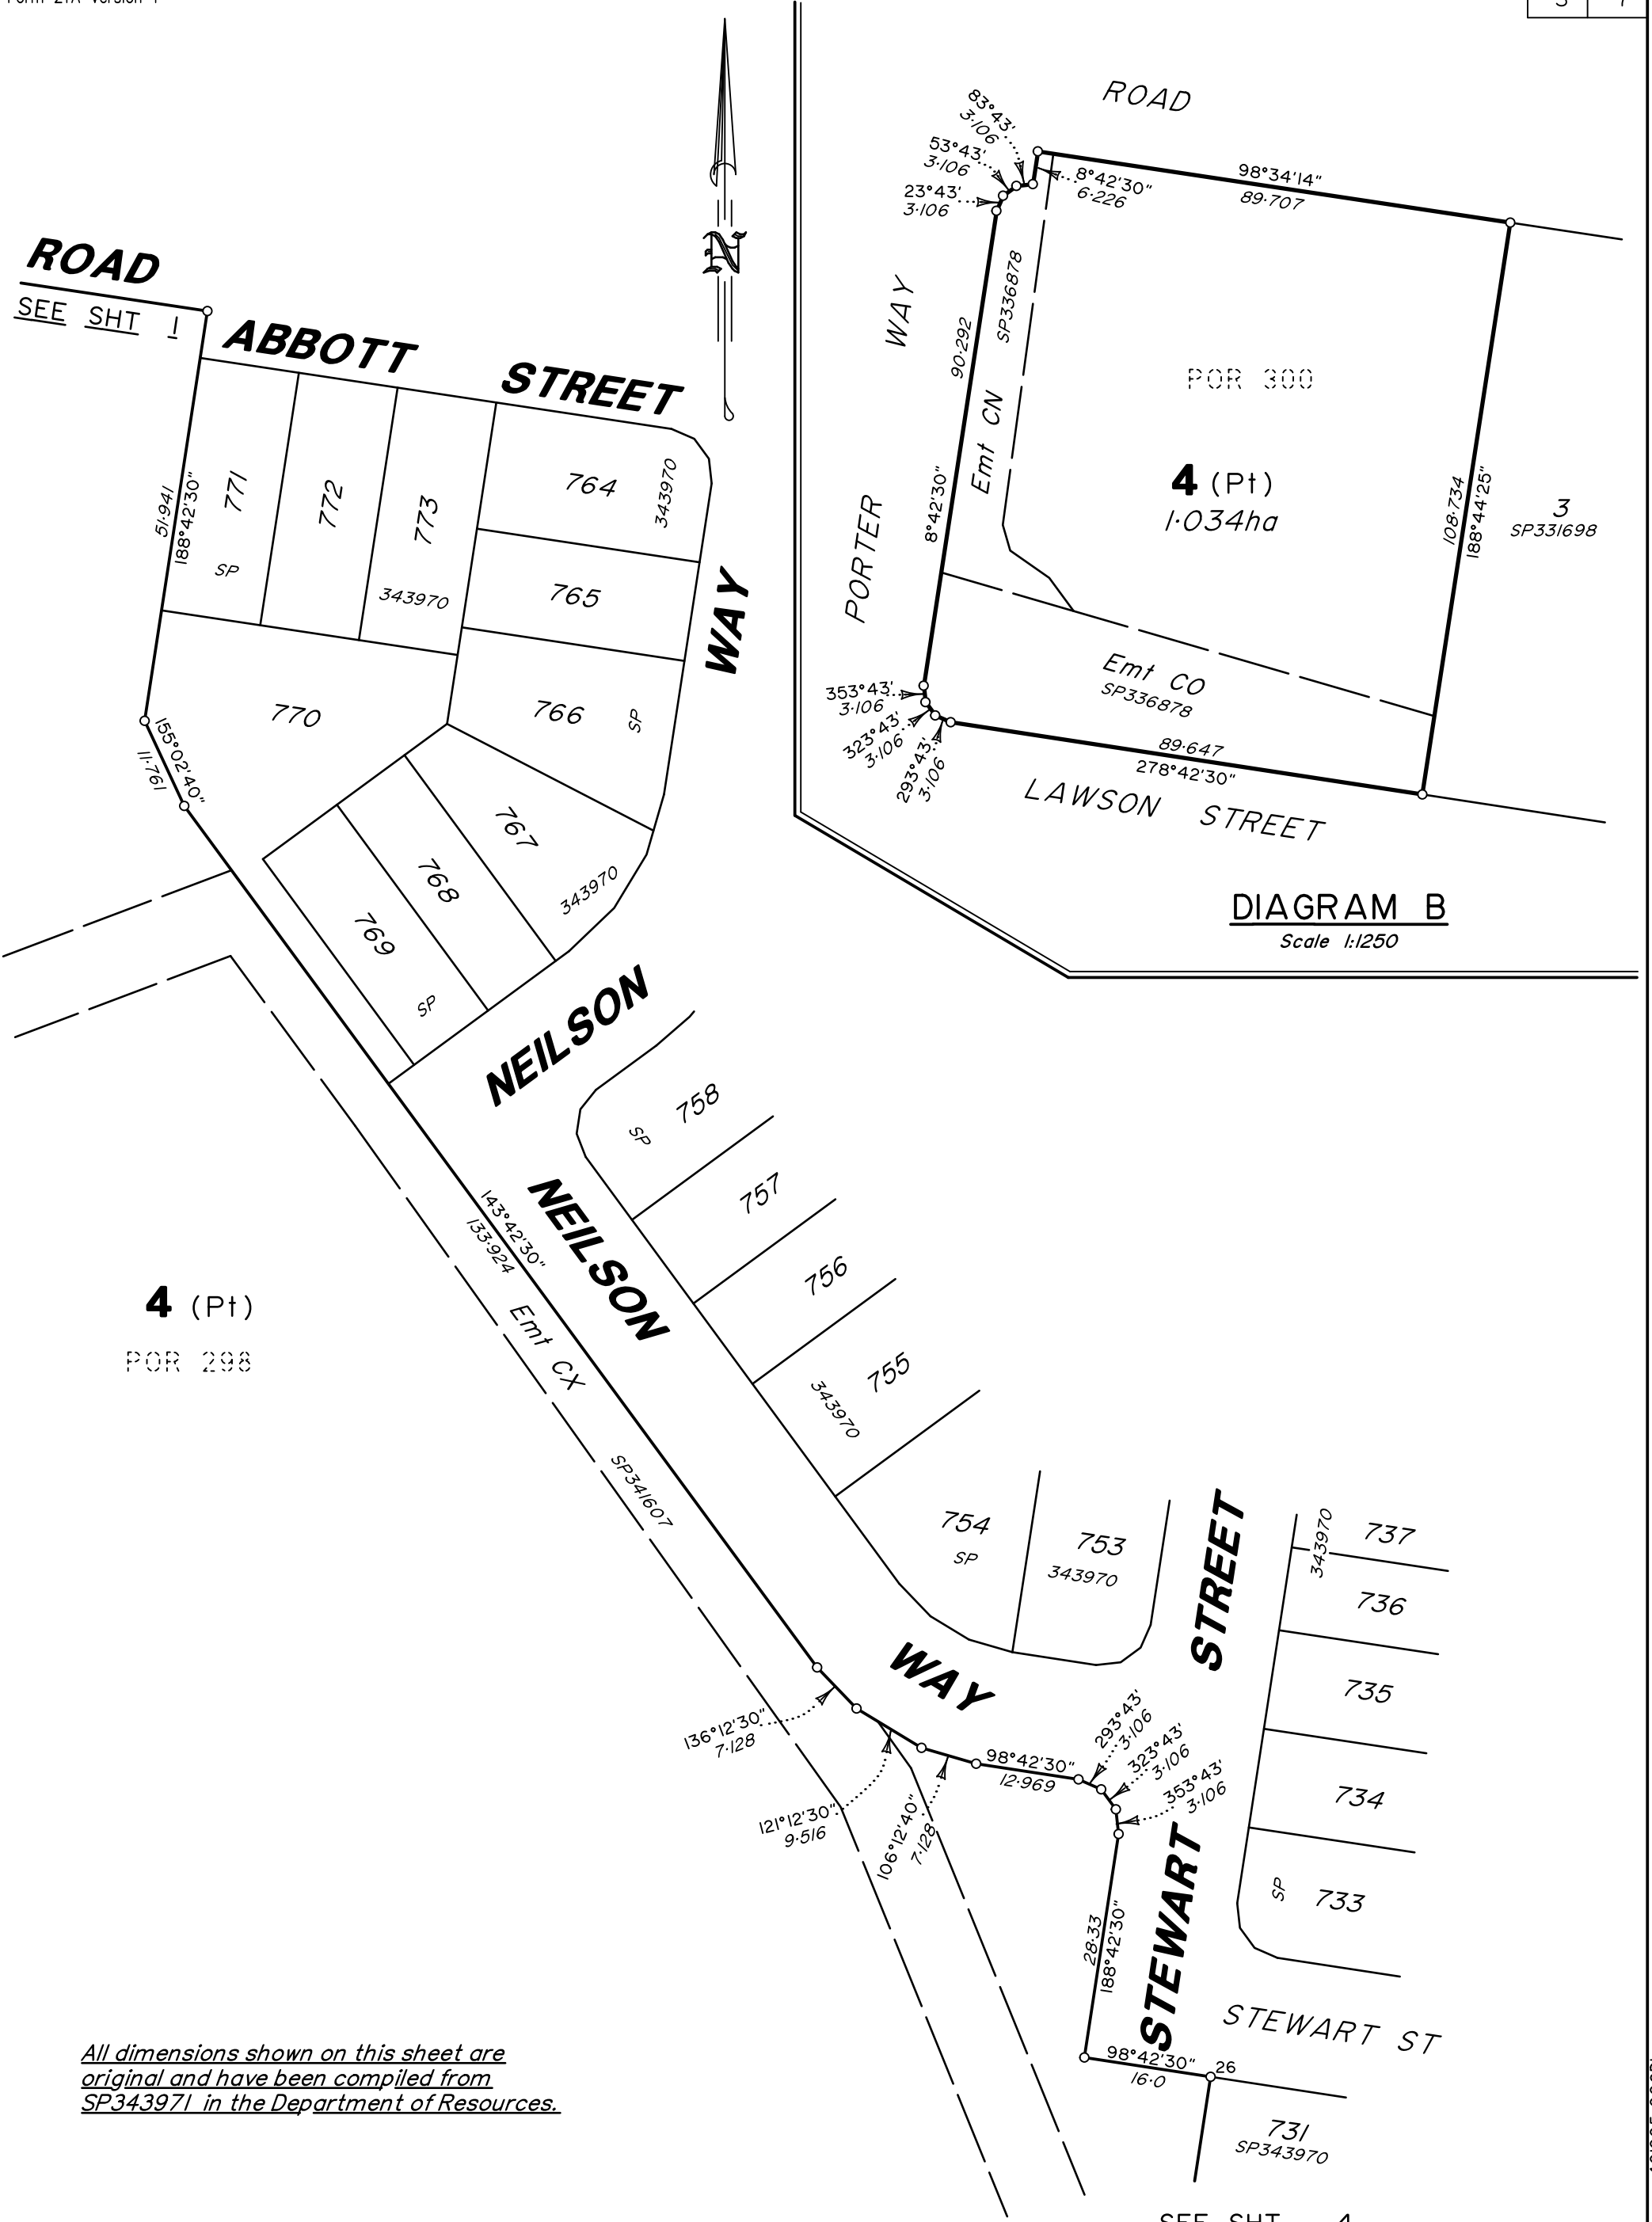 ROAD
83°43'
3·106
53°43'
3·106
23°43'
3·106
8°42'30"
6·226
98°34'14"
89·707
N
ROAD
SEE SHT 1
ABBOTT STREET
WAY
PORTER
90·292
8°42'30"
SP336878
Emt CN
POR 300
4 (Pt)
1·034ha
108·734
188°44'25"
3
SP331698
Emt CO
SP336878
353°43'
3·106
323°43'
3·106
293°43'
3·106
89·647
278°42'30"
LAWSON STREET
DIAGRAM B
Scale 1:1250
51·941
188°42'30"
771
SP
772
773
343970
764
343970
765
766
SP
WAY
770
155°02'40"
11·761
767
343970
768
769
SP
NEILSON
758
SP
757
756
755
343970
NEILSON
143°42'30"
133·924
Emt CX
SP341607
4 (Pt)
POR 298
754
SP
753
343970
STREET
343970
737
736
735
734
733
SP
WAY
136°12'30"
7·128
121°12'30"
9·516
106°12'40"
7·128
98°42'30"
12·969
293°43'
3·106
323°43'
3·106
353°43'
3·106
28·33
188°42'30"
STEWART
STEWART ST
98°42'30"
16·0
26
731
SP343970
All dimensions shown on this sheet are
original and have been compiled from
SP343971 in the Department of Resources.